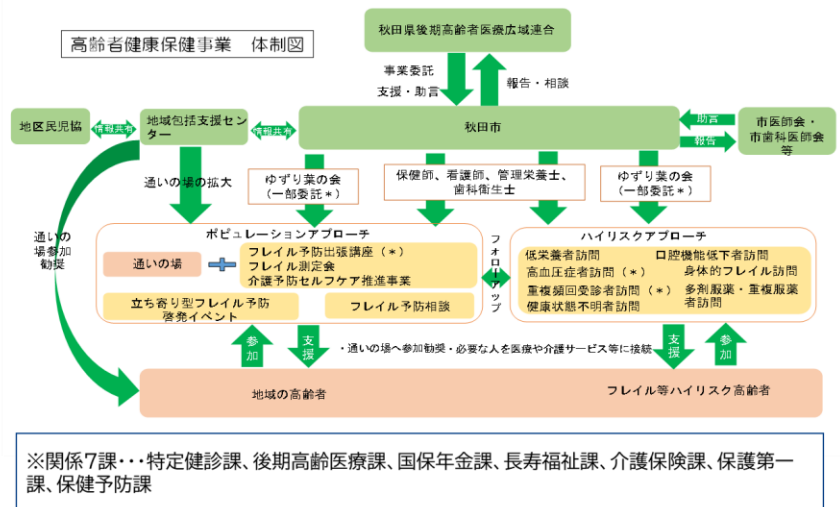 高齢者健康保健事業　体制図
秋田県後期高齢者医療広域連合
事業委託
支援・助言
報告・相談
地区民児協
情報共有
地域包括支援セン
ター
情報共有
秋田市
助言
報告
市医師会・
市歯科医師会
等
通いの場の拡大
ゆずり葉の会
(一部委託＊)
保健師、看護師、管理栄養士、
歯科衛生士
ゆずり葉の会
(一部委託＊)
通いの
場参加
勧奨
ポピュレーションアプローチ
通いの場
フレイル予防出張講座(＊)
フレイル測定会
介護予防セルフケア推進事業
立ち寄り型フレイル予防
啓発イベント
フレイル予防相談
フォローアップ
ハイリスクアプローチ
低栄養者訪問
口腔機能低下者訪問
高血圧症者訪問(＊)
身体的フレイル訪問
重複頻回受診者訪問(＊)
多剤服薬・重複服薬
者訪問
健康状態不明者訪問
参加
支援
・通いの場へ参加勧奨・必要な人を医療や介護サービス等に接続
支援
参加
地域の高齢者
フレイル等ハイリスク高齢者
※関係7課・・・特定健診課、後期高齢医療課、国保年金課、長寿福祉課、介護保険課、保護第一
課、保健予防課